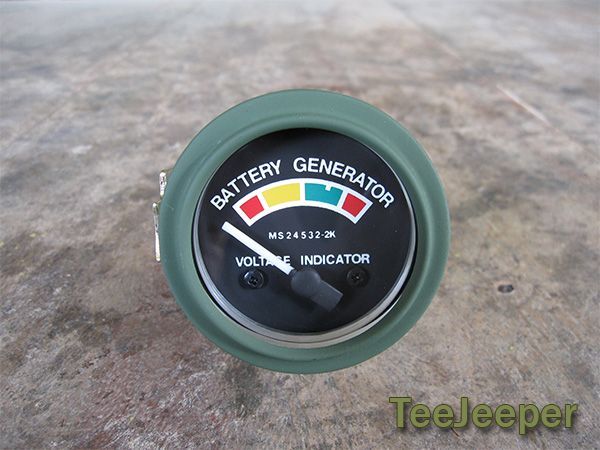 BATTERY GENERATOR
MS24532-2K
VOLTAGE INDICATOR
TeeJeeper